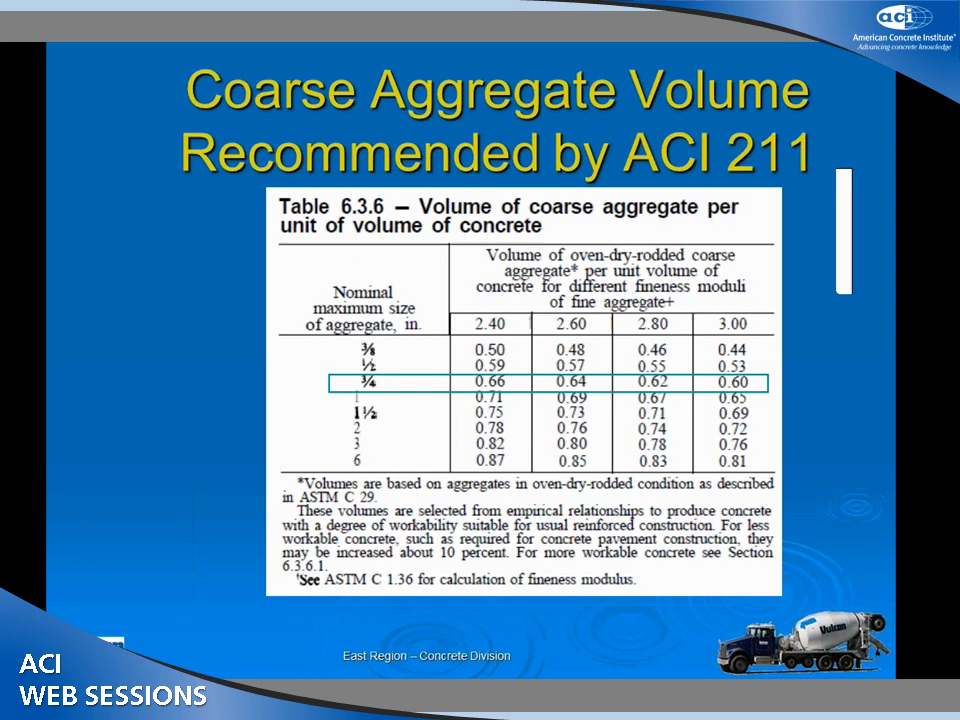 aci
American Concrete Institute®
Advancing concrete knowledge
Coarse Aggregate Volume
Recommended by ACI 211
Table 6.3.6 – Volume of coarse aggregate per
unit of volume of concrete
Nominal
maximum size
of aggregate, in.
Volume of oven-dry-rodded coarse
aggregate* per unit volume of
concrete for different fineness moduli
of fine aggregate+
2.40 2.60 2.80 3.00
⅜ 0.50 0.48 0.46 0.44
½ 0.59 0.57 0.55 0.53
¾ 0.66 0.64 0.62 0.60
1 0.71 0.69 0.67 0.65
1½ 0.75 0.73 0.71 0.69
2 0.78 0.76 0.74 0.72
3 0.82 0.80 0.78 0.76
6 0.87 0.85 0.83 0.81
*Volumes are based on aggregates in oven-dry-rodded condition as described
in ASTM C 29.
These volumes are selected from empirical relationships to produce concrete
with a degree of workability suitable for usual reinforced construction. For less
workable concrete, such as required for concrete pavement construction, they
may be increased about 10 percent. For more workable concrete see Section
6.3.6.1.
†See ASTM C 1.36 for calculation of fineness modulus.
Vulcan
East Region – Concrete Division
ACI
WEB SESSIONS